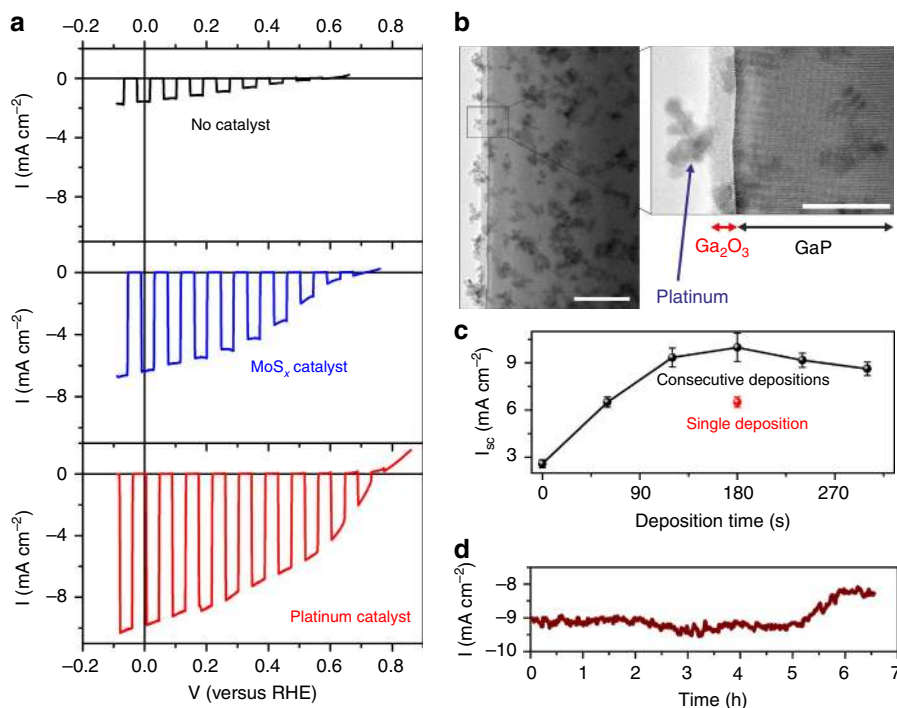 a
−0.2 0.0 0.2 0.4 0.6 0.8
0
−4
−8
I (mA cm−2)
No catalyst
0
−4
−8
I (mA cm−2)
MoSx catalyst
0
−4
−8
I (mA cm−2)
Platinum catalyst
−0.2 0.0 0.2 0.4 0.6 0.8
V (versus RHE)
b
Ga2O3
GaP
Platinum
c
9
6
3
Isc (mA cm−2)
Consecutive depositions
Single deposition
0 90 180 270
Deposition time (s)
d
−8
−9
−10
I (mA cm−2)
0 1 2 3 4 5 6 7
Time (h)